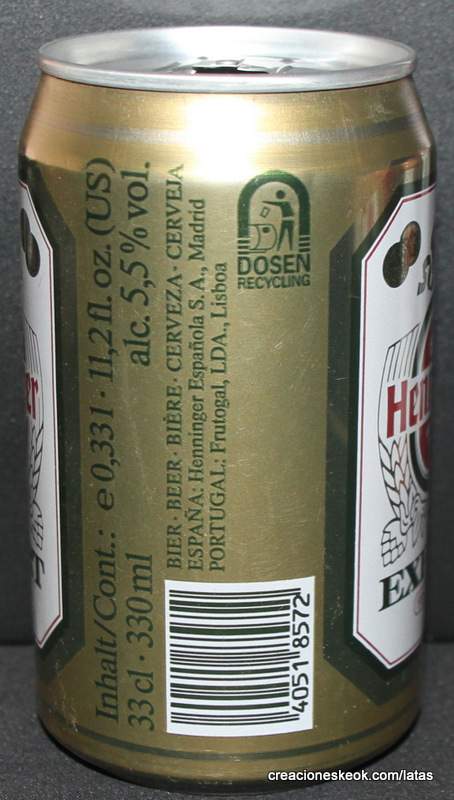 Inhalt/Cont.: e 0,33 l · 11,2 fl. oz. (US)
33 cl · 330 ml alc. 5,5 % vol.
BIER · BEER · BIÈRE · CERVEZA · CERVEJA
ESPAÑA: Henninger Española S. A., Madrid
PORTUGAL: Frutogal, LDA., Lisboa
DOSEN
RECYCLING
4051 8572
creacioneskeok.com/latas